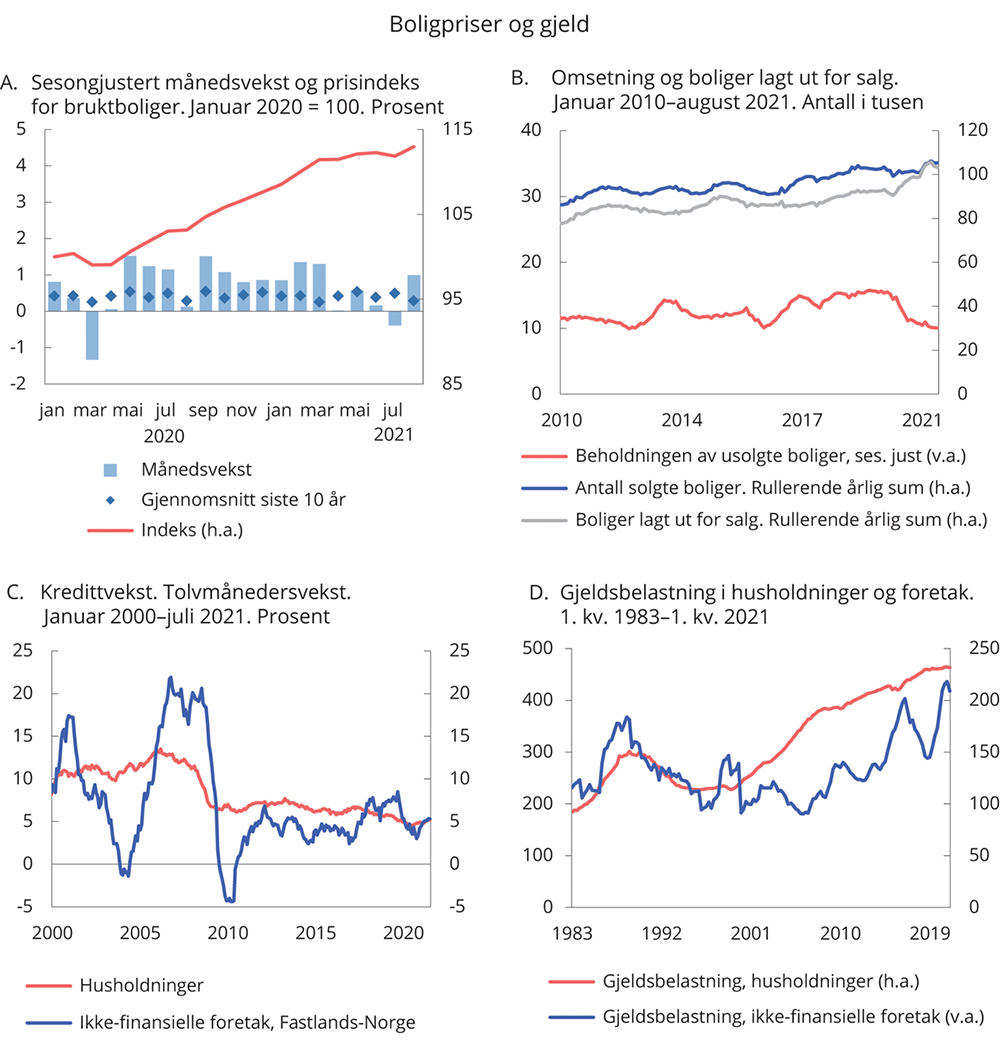 Boligpriser og gjeld
A. Sesongjustert månedsvekst og prisindeks
for bruktboliger. Januar 2020 = 100. Prosent
5
4
3
2
1
0
-1
-2
115
105
95
85
jan mar mai jul sep nov jan mar mai jul
2020 2021
Månedsvekst
Gjennomsnitt siste 10 år
Indeks (h.a.)
B. Omsetning og boliger lagt ut for salg.
Januar 2010–august 2021. Antall i tusen
40
30
20
10
0
120
100
80
60
40
20
0
2010 2014 2017 2021
Beholdningen av usolgte boliger, ses. just (v.a.)
Antall solgte boliger. Rullerende årlig sum (h.a.)
Boliger lagt ut for salg. Rullerende årlig sum (h.a.)
C. Kredittvekst. Tolvmånedersvekst.
Januar 2000–juli 2021. Prosent
25
20
15
10
5
0
-5
25
20
15
10
5
0
-5
2000 2005 2010 2015 2020
Husholdninger
Ikke-finansielle foretak, Fastlands-Norge
D. Gjeldsbelastning i husholdninger og foretak.
1. kv. 1983–1. kv. 2021
500
400
300
200
100
0
250
200
150
100
50
0
1983 1992 2001 2010 2019
Gjeldsbelastning, husholdninger (h.a.)
Gjeldsbelastning, ikke-finansielle foretak (v.a.)